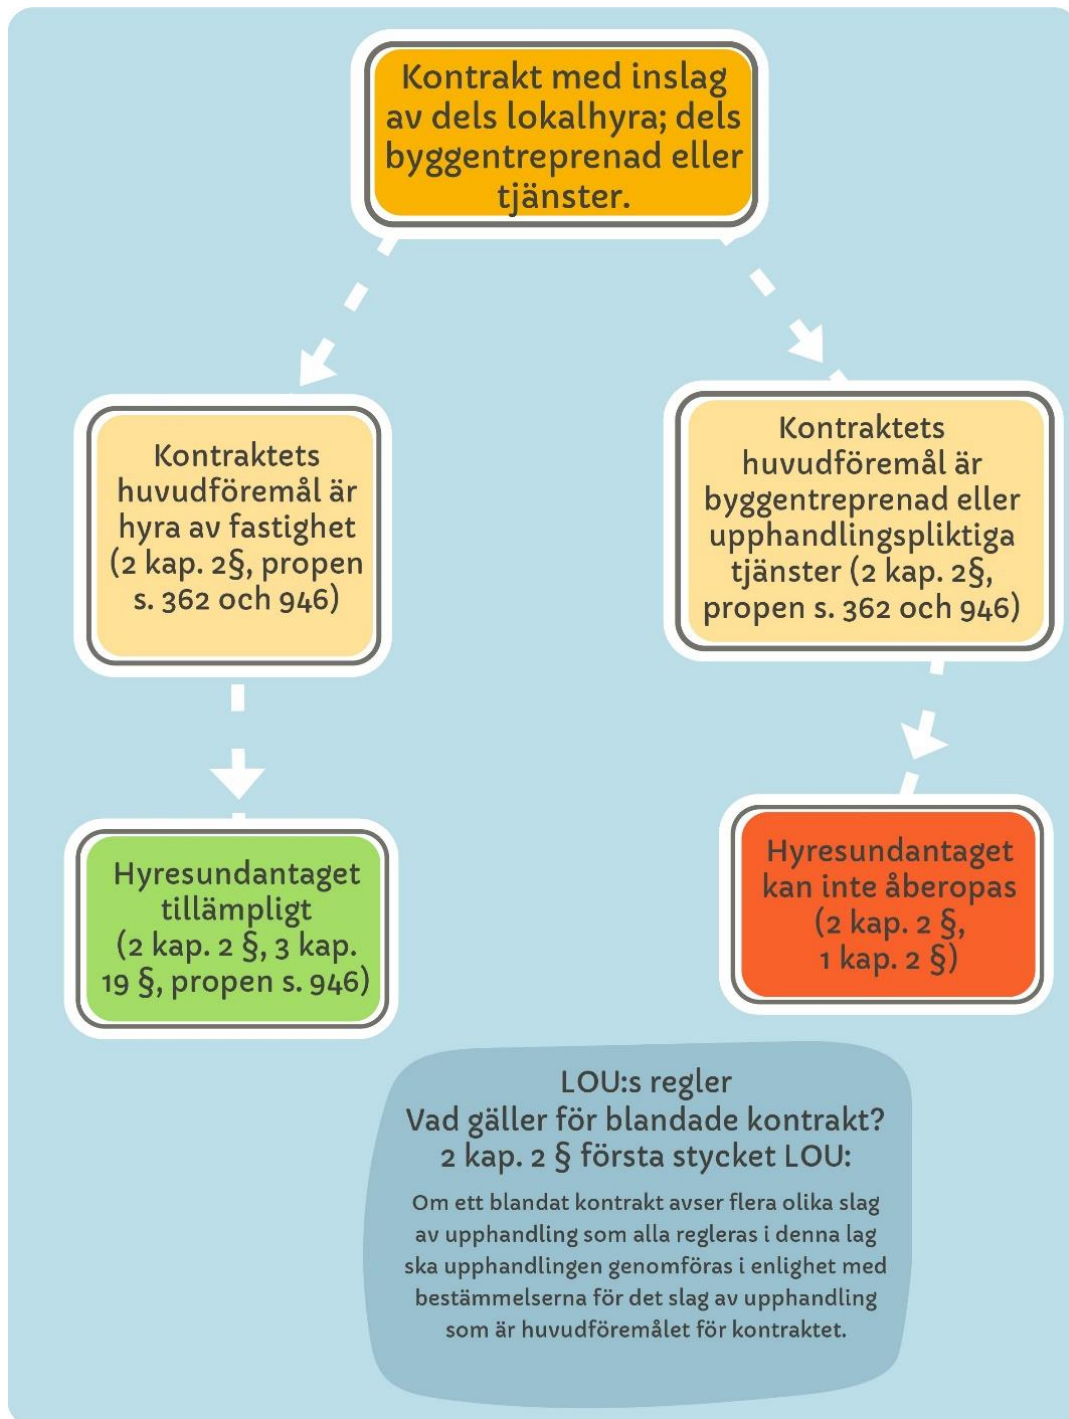 Kontrakt med inslag
av dels lokalhyra; dels
byggentreprenad eller
tjänster.
Kontraktets
huvudföremål är
hyra av fastighet
(2 kap. 2§, propen
s. 362 och 946)
Kontraktets
huvudföremål är
byggentreprenad eller
upphandlingspliktiga
tjänster (2 kap. 2§,
propen s. 362 och 946)
Hyresundantaget
tillämpligt
(2 kap. 2 §, 3 kap.
19 §, propen s. 946)
Hyresundantaget
kan inte åberopas
(2 kap. 2 §,
1 kap. 2 §)
LOU:s regler
Vad gäller för blandade kontrakt?
2 kap. 2 § första stycket LOU:
Om ett blandat kontrakt avser flera olika slag
av upphandling som alla regleras i denna lag
ska upphandlingen genomföras i enlighet med
bestämmelserna för det slag av upphandling
som är huvudföremålet för kontraktet.